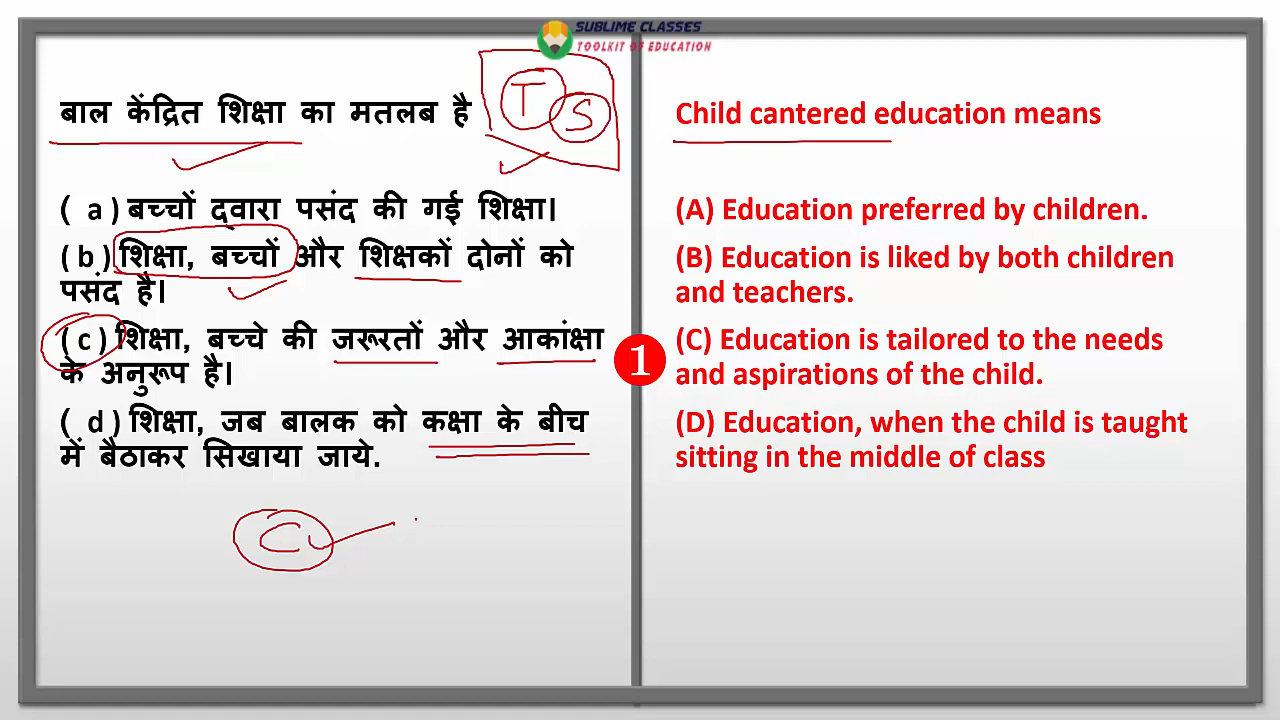 SUBLIME CLASSES
TOOLKIT OF EDUCATION
T S
बाल केंद्रित शिक्षा का मतलब है
( a ) बच्चों द्वारा पसंद की गई शिक्षा।
( b ) शिक्षा, बच्चों और शिक्षकों दोनों को
पसंद है।
( c ) शिक्षा, बच्चे की जरूरतों और आकांक्षा
के अनुरूप है।
( d ) शिक्षा, जब बालक को कक्षा के बीच
में बैठाकर सिखाया जाये.
C
1
Child cantered education means
(A) Education preferred by children.
(B) Education is liked by both children
and teachers.
(C) Education is tailored to the needs
and aspirations of the child.
(D) Education, when the child is taught
sitting in the middle of class